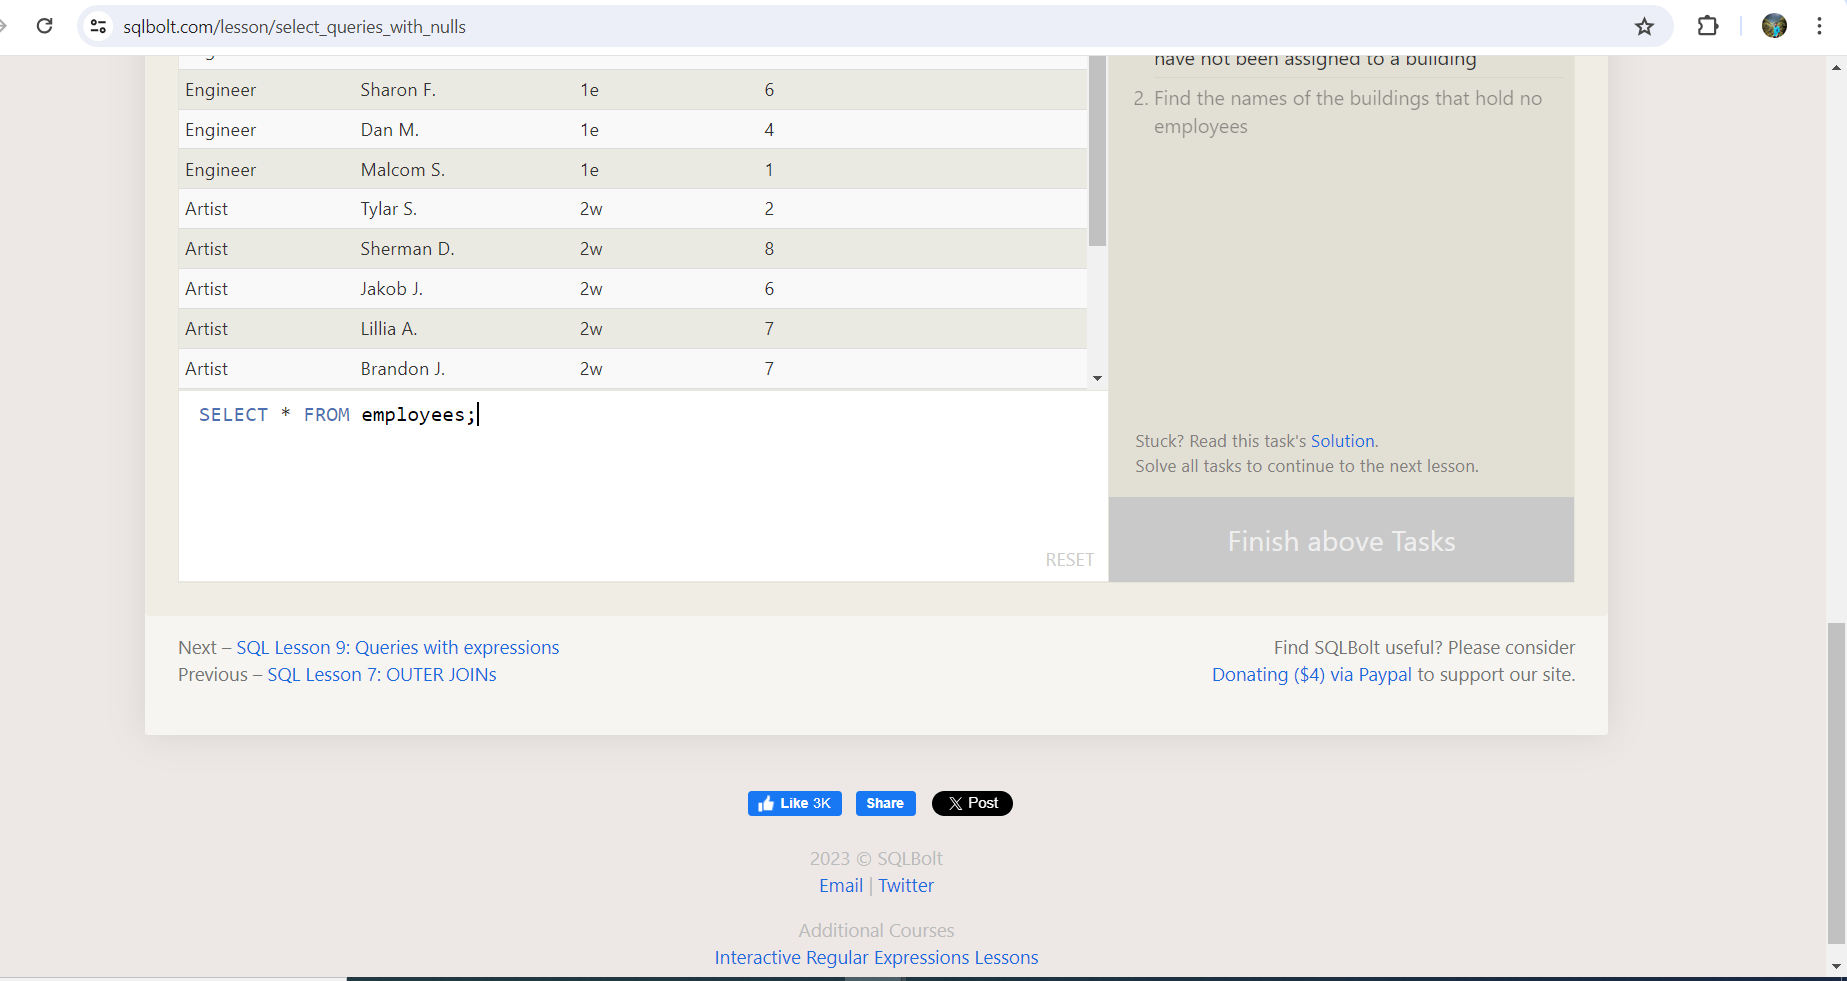 sqlbolt.com/lesson/select_queries_with_nulls
have not been assigned to a building
Engineer Sharon F. 1e 6
2. Find the names of the buildings that hold no
employees
Engineer Dan M. 1e 4
Engineer Malcom S. 1e 1
Artist Tylar S. 2w 2
Artist Sherman D. 2w 8
Artist Jakob J. 2w 6
Artist Lillia A. 2w 7
Artist Brandon J. 2w 7
SELECT * FROM employees;
RESET
Stuck? Read this task's Solution.
Solve all tasks to continue to the next lesson.
Finish above Tasks
Next – SQL Lesson 9: Queries with expressions
Previous – SQL Lesson 7: OUTER JOINs
Find SQLBolt useful? Please consider
Donating ($4) via Paypal to support our site.
Like 3K Share X Post
2023 © SQLBolt
Email | Twitter
Additional Courses
Interactive Regular Expressions Lessons